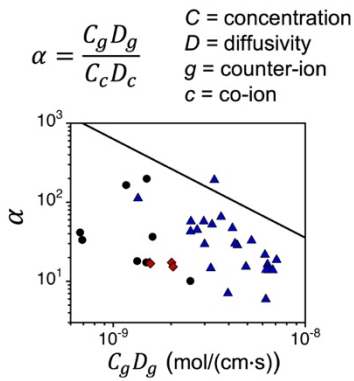 α = CgDg / CcDc
C = concentration
D = diffusivity
g = counter-ion
c = co-ion
10³
10²
10¹
α
10⁻⁹
10⁻⁸
CgDg (mol/(cm·s))